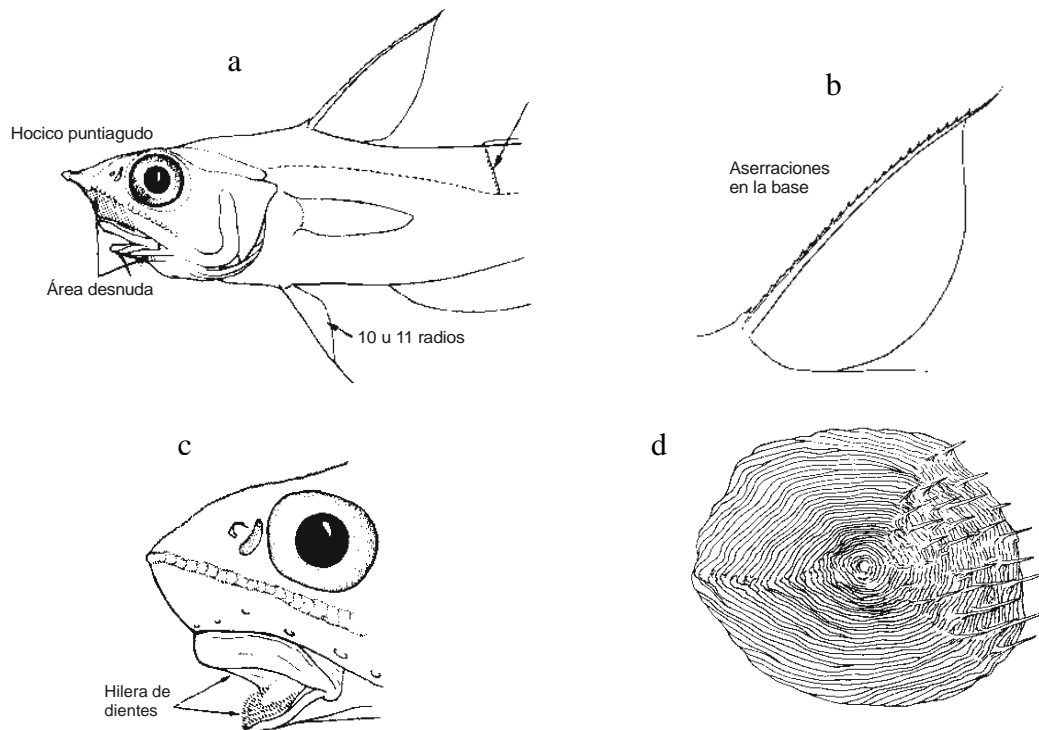 a
Hocico puntiagudo
Área desnuda
10 u 11 radios
b
Aserraciones
en la base
c
Hilera de
dientes
d